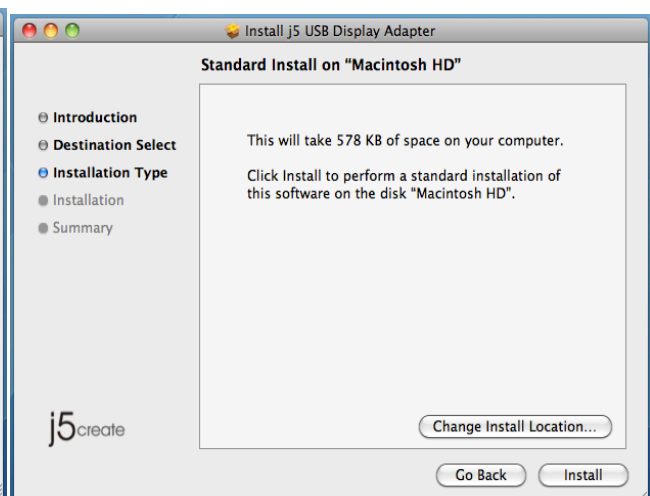 Install j5 USB Display Adapter
Standard Install on “Macintosh HD”
Introduction
Destination Select
Installation Type
Installation
Summary
This will take 578 KB of space on your computer.
Click Install to perform a standard installation of
this software on the disk “Macintosh HD”.
j5create
Change Install Location...
Go Back
Install